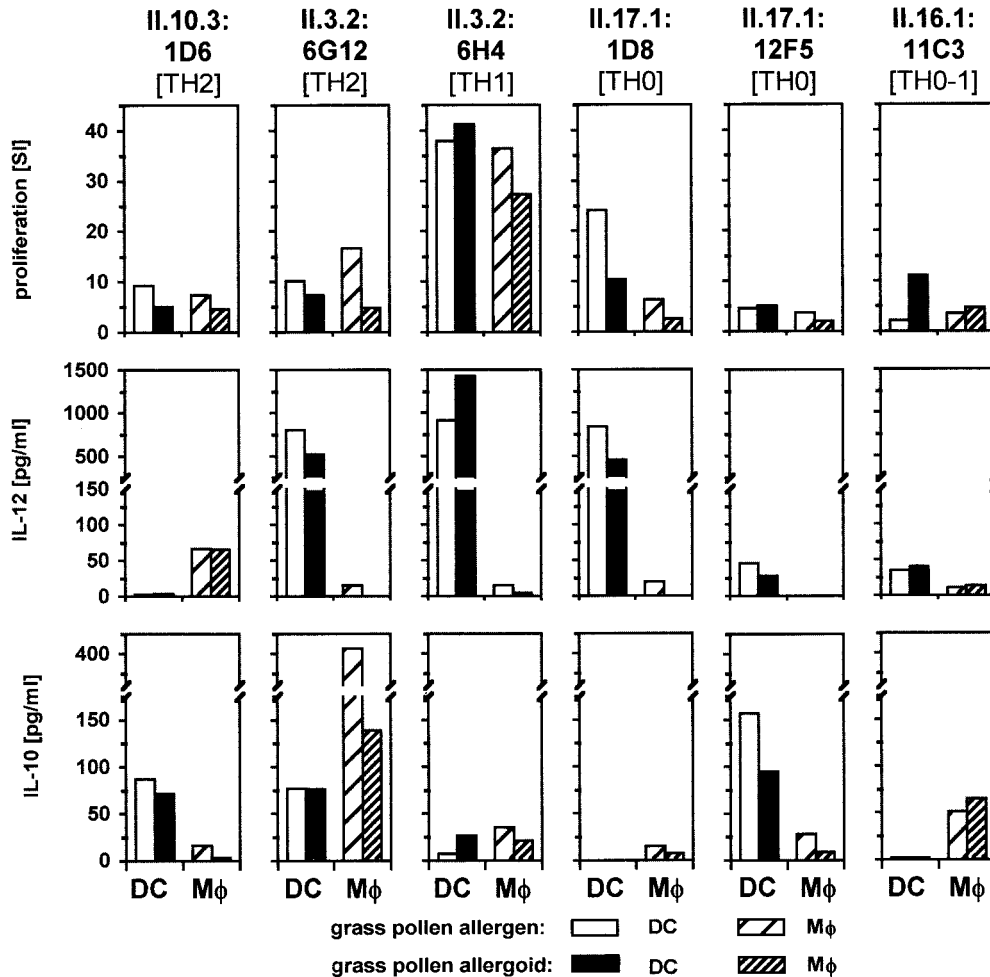 II.10.3: II.3.2: II.3.2: II.17.1: II.17.1: II.16.1:
1D6 6G12 6H4 1D8 12F5 11C3
[TH2] [TH2] [TH1] [TH0] [TH0] [TH0-1]
proliferation [SI]
40
30
20
10
0
IL-12 [pg/ml]
1500
1000
500
150
100
50
0
IL-10 [pg/ml]
400
150
100
50
0
DC Mϕ DC Mϕ DC Mϕ DC Mϕ DC Mϕ DC Mϕ
grass pollen allergen: DC Mϕ
grass pollen allergoid: DC Mϕ